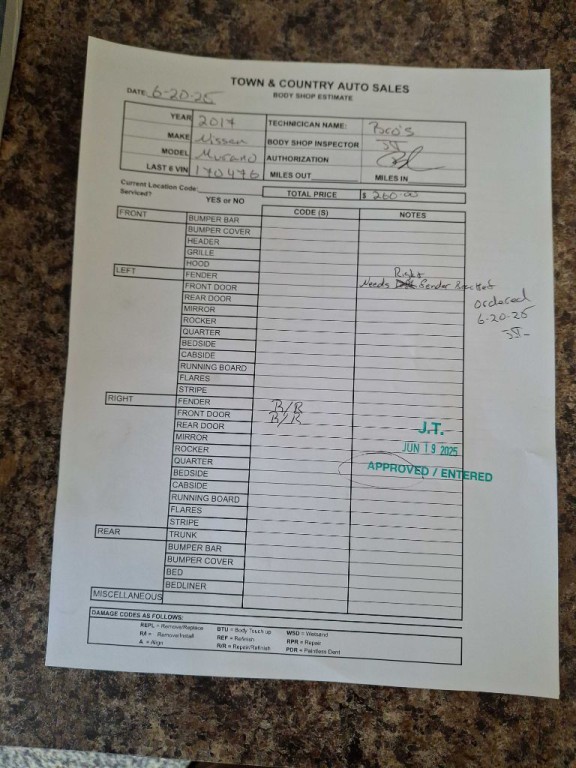 TOWN & COUNTRY AUTO SALES
BODY SHOP ESTIMATE
DATE 6-20-25
YEAR 2017 TECHNICICAN NAME: Bro's
MAKE Nissan BODY SHOP INSPECTOR
MODEL Murano AUTHORIZATION
LAST 6 VIN 170476 MILES OUT MILES IN
Current Location Code:
Serviced? YES or NO TOTAL PRICE $ 260.00
CODE (S) NOTES
FRONT BUMPER BAR
BUMPER COVER
HEADER
GRILLE
HOOD
LEFT FENDER Right
FRONT DOOR Needs fender Bracket
REAR DOOR ordered
MIRROR 6-20-25
ROCKER
QUARTER
BEDSIDE
CABSIDE
RUNNING BOARD
FLARES
STRIPE
RIGHT FENDER R/R
FRONT DOOR R/R
REAR DOOR J.T.
MIRROR JUN 19 2025
ROCKER
QUARTER APPROVED / ENTERED
BEDSIDE
CABSIDE
RUNNING BOARD
FLARES
STRIPE
REAR TRUNK
BUMPER BAR
BUMPER COVER
BED
BEDLINER
MISCELLANEOUS
DAMAGE CODES AS FOLLOWS:
REPL = Remove/Replace BTU = Body Touch up WSD = Wetsand
R/I = Remove/Install REF = Refinish RPR = Repair
A = Align R/R = Repair/Refinish PDR = Paintless Dent